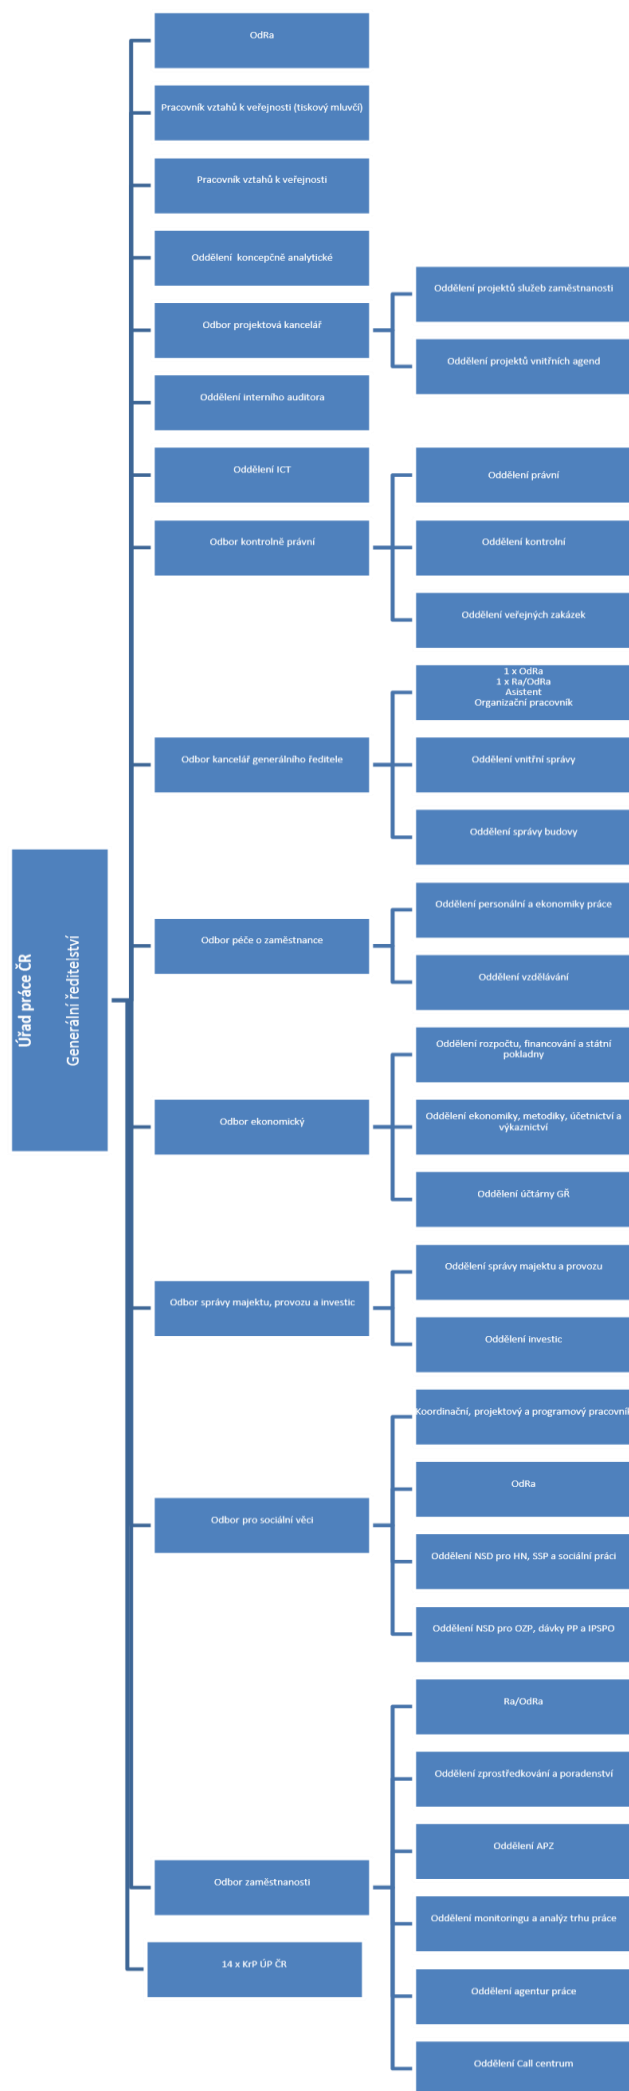 Úřad práce ČR
Generální ředitelství
OdRa
Pracovník vztahů k veřejnosti (tiskový mluvčí)
Pracovník vztahů k veřejnosti
Oddělení koncepčně analytické
Odbor projektová kancelář
Oddělení projektů služeb zaměstnanosti
Oddělení projektů vnitřních agend
Oddělení interního auditora
Oddělení ICT
Odbor kontrolně právní
Oddělení právní
Oddělení kontrolní
Oddělení veřejných zakázek
Odbor kancelář generálního ředitele
1 x OdRa
1 x Ra/OdRa
Asistent
Organizační pracovník
Oddělení vnitřní správy
Oddělení správy budovy
Odbor péče o zaměstnance
Oddělení personální a ekonomiky práce
Oddělení vzdělávání
Odbor ekonomický
Oddělení rozpočtu, financování a státní
pokladny
Oddělení ekonomiky, metodiky, účetnictví a
výkaznictví
Oddělení účtárny GŘ
Odbor správy majektu, provozu a investic
Oddělení správy majektu a provozu
Oddělení investic
Odbor pro sociální věci
Koordinační, projektový a programový pracovník
OdRa
Oddělení NSD pro HN, SSP a sociální práci
Oddělení NSD pro OZP, dávky PP a IPSPO
Odbor zaměstnanosti
Ra/OdRa
Oddělení zprostředkování a poradenství
Oddělení APZ
Oddělení monitoringu a analýz trhu práce
Oddělení agentur práce
Oddělení Call centrum
14 x KrP ÚP ČR